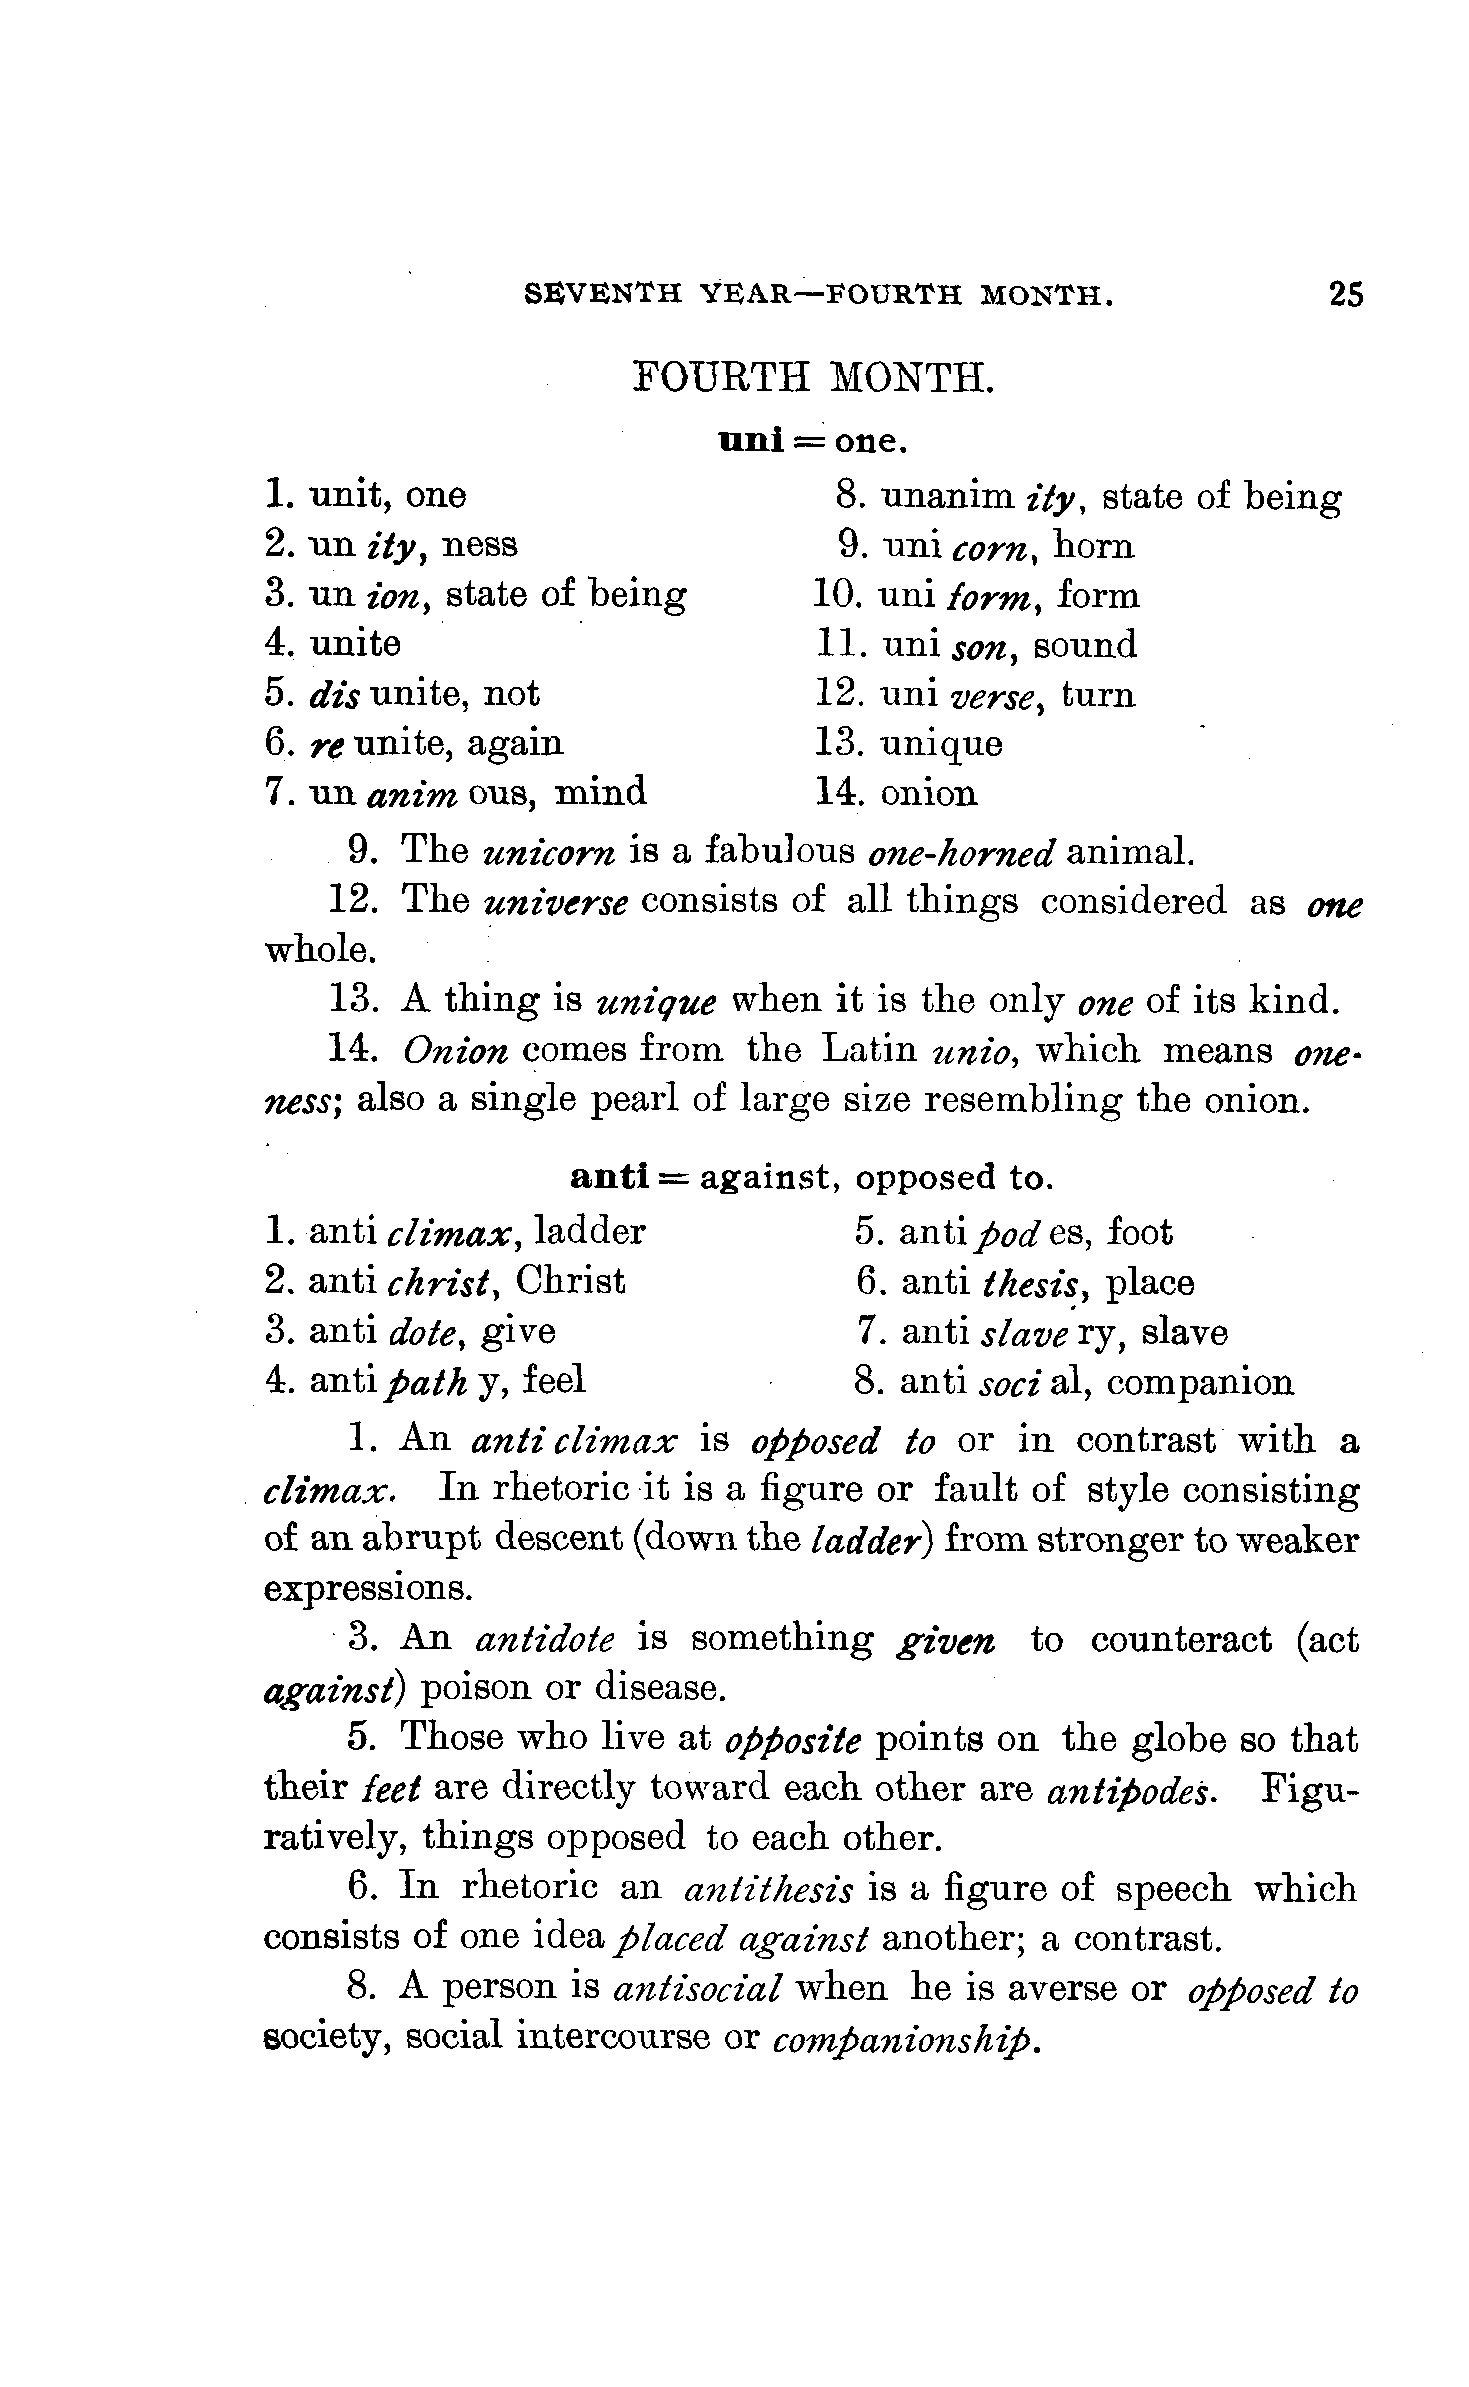 SEVENTH YEAR—FOURTH MONTH. 25
FOURTH MONTH.
uni = one.
1. unit, one
2. un ity, ness
3. un ion, state of being
4. unite
5. dis unite, not
6. re unite, again
7. un anim ous, mind
8. unanim ity, state of being
9. uni corn, horn
10. uni form, form
11. uni son, sound
12. uni verse, turn
13. unique
14. onion
9. The unicorn is a fabulous one-horned animal.
12. The universe consists of all things considered as one
whole.
13. A thing is unique when it is the only one of its kind.
14. Onion comes from the Latin unio, which means one-
ness; also a single pearl of large size resembling the onion.
anti = against, opposed to.
1. anti climax, ladder
2. anti christ, Christ
3. anti dote, give
4. anti path y, feel
5. anti pod es, foot
6. anti thesis, place
7. anti slave ry, slave
8. anti soci al, companion
1. An anti climax is opposed to or in contrast with a
climax. In rhetoric it is a figure or fault of style consisting
of an abrupt descent (down the ladder) from stronger to weaker
expressions.
3. An antidote is something given to counteract (act
against) poison or disease.
5. Those who live at opposite points on the globe so that
their feet are directly toward each other are antipodes. Figu-
ratively, things opposed to each other.
6. In rhetoric an antithesis is a figure of speech which
consists of one idea placed against another; a contrast.
8. A person is antisocial when he is averse or opposed to
society, social intercourse or companionship.